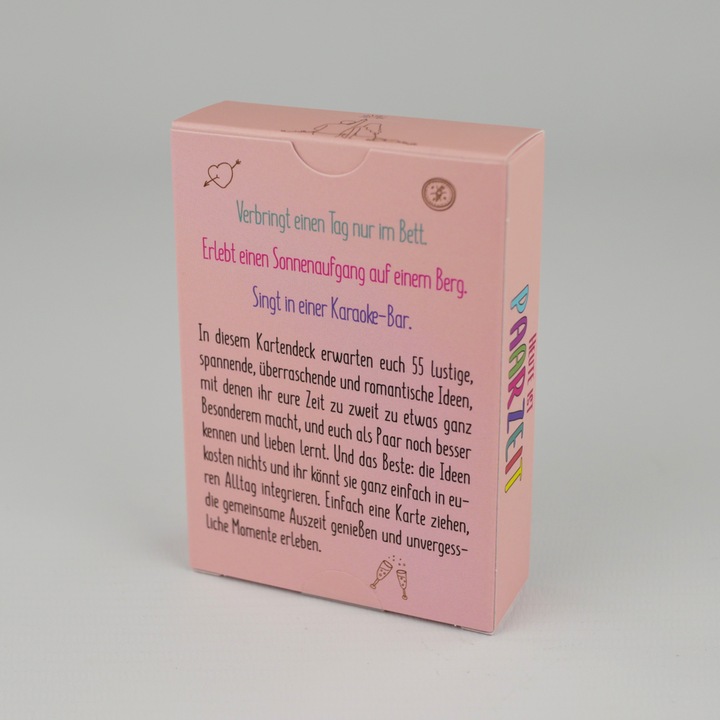 Verbringt einen Tag nur im Bett.
Erlebt einen Sonnenaufgang auf einem Berg.
Singt in einer Karaoke-Bar.
In diesem Kartendeck erwarten euch 55 lustige,
spannende, überraschende und romantische Ideen,
mit denen ihr eure Zeit zu zweit zu etwas ganz
Besonderem macht, und euch als Paar noch besser
kennen und lieben lernt. Und das Beste: die Ideen
kosten nichts und ihr könnt sie ganz einfach in eu-
ren Alltag integrieren. Einfach eine Karte ziehen,
die gemeinsame Auszeit genießen und unvergess-
liche Momente erleben.
HEUTE IST
PAARZEIT